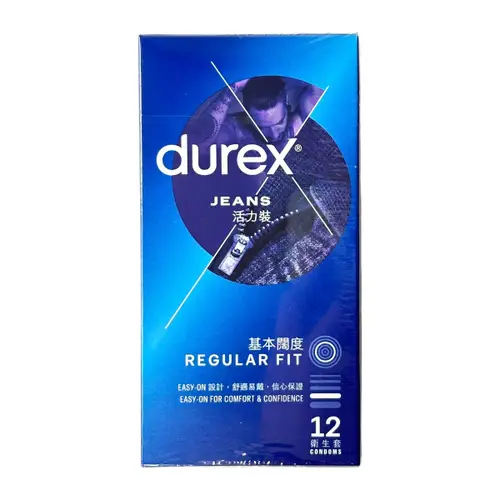 durex®
JEANS
活力裝
基本闊度
REGULAR FIT
EASY-ON 設計，舒適易戴，信心保證
EASY-ON FOR COMFORT & CONFIDENCE
12
衛生套
CONDOMS